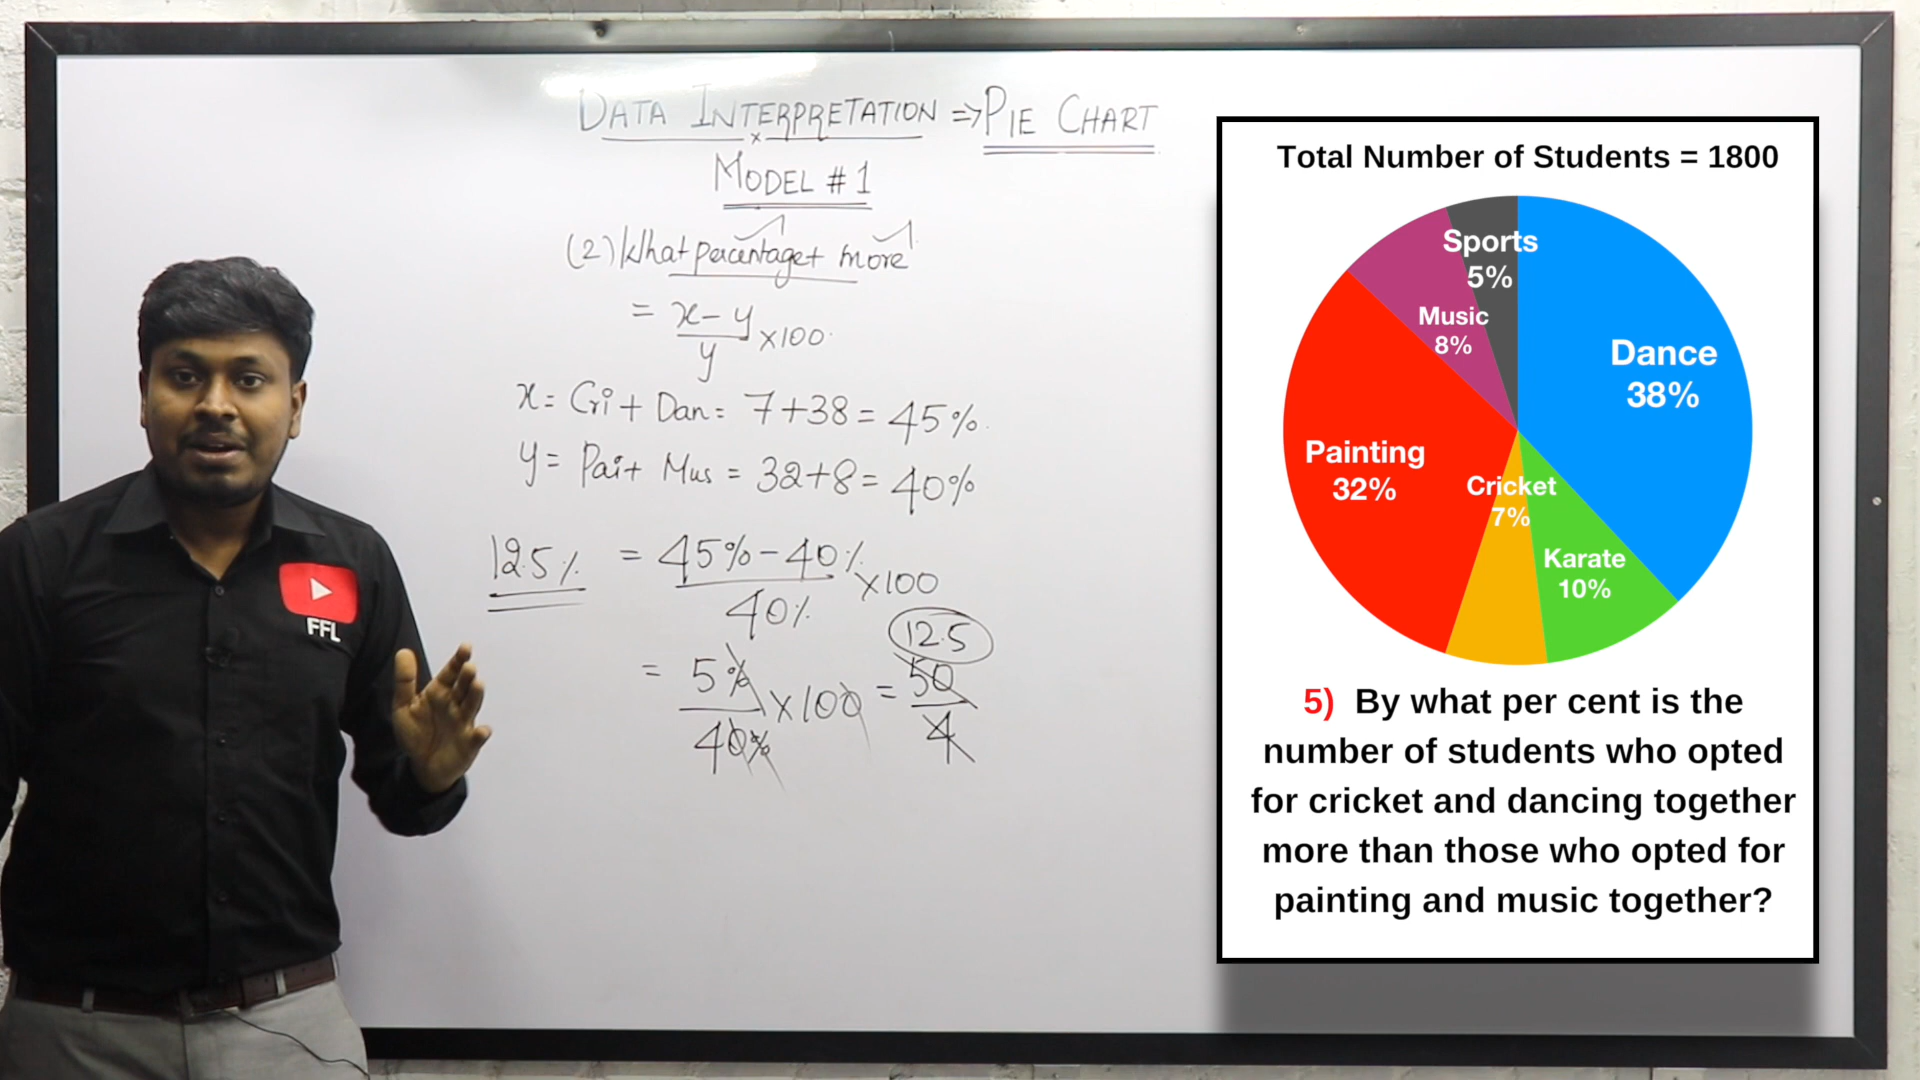 DATA INTERPRETATION => PIE CHART
MODEL # 1
(2) What percentage more
= x - y / y ×100
x = Cri + Dan = 7+38 = 45%
y = Pai + Mus = 32+8 = 40%
12.5% = 45% - 40% / 40% ×100
12.5
= 5% / 40% ×100 = 50 / 4
FFL
Total Number of Students = 1800
Sports
5%
Music
8%
Dance
38%
Painting
32%
Cricket
7%
Karate
10%
5) By what per cent is the
number of students who opted
for cricket and dancing together
more than those who opted for
painting and music together?